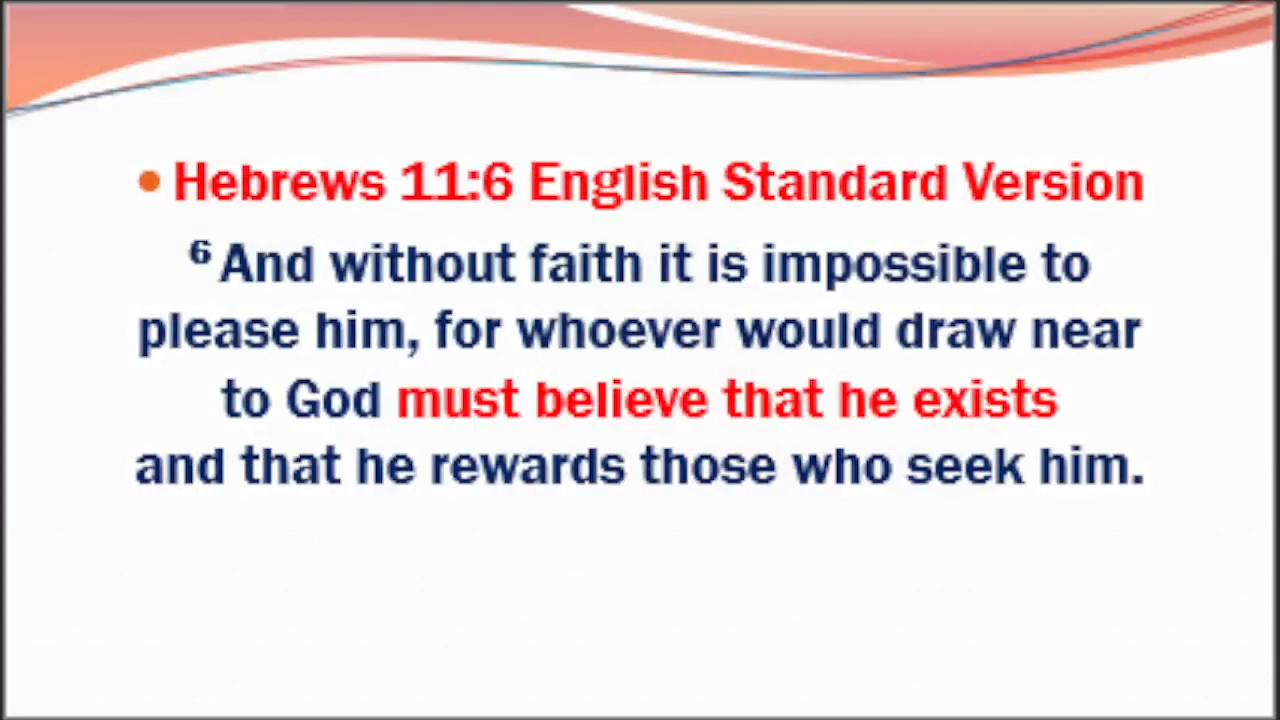 • Hebrews 11:6 English Standard Version
⁶ And without faith it is impossible to
please him, for whoever would draw near
to God must believe that he exists
and that he rewards those who seek him.